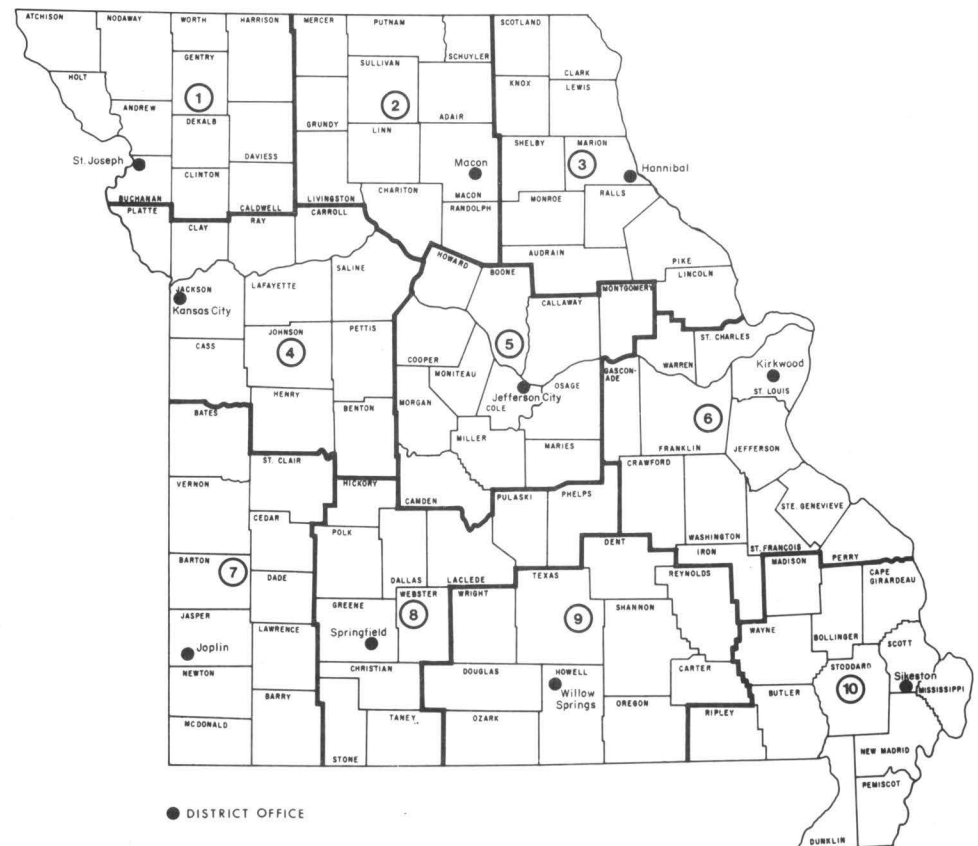 ATCHISON
NODAWAY
WORTH
HARRISON
MERCER
PUTNAM
SCHUYLER
SCOTLAND
CLARK
HOLT
GENTRY
SULLIVAN
KNOX
LEWIS
1
2
ANDREW
DEKALB
GRUNDY
LINN
ADAIR
SHELBY
MARION
St. Joseph
DAVIESS
Macon
3
Hannibal
CLINTON
CHARITON
MACON
MONROE
RALLS
BUCHANAN
CALDWELL
LIVINGSTON
RANDOLPH
PLATTE
CLAY
RAY
CARROLL
AUDRAIN
PIKE
HOWARD
BOONE
LINCOLN
SALINE
JACKSON
LAFAYETTE
CALLAWAY
MONTGOMERY
Kansas City
JOHNSON
PETTIS
ST. CHARLES
CASS
4
5
COOPER
WARREN
Kirkwood
MONITEAU
GASCON-
ADE
ST. LOUIS
HENRY
OSAGE
Jefferson City
BATES
BENTON
MORGAN
COLE
6
MILLER
MARIES
FRANKLIN
JEFFERSON
ST. CLAIR
CRAWFORD
VERNON
HICKORY
CAMDEN
PULASKI
PHELPS
STE. GENEVIEVE
CEDAR
POLK
WASHINGTON
DENT
IRON
ST. FRANCOIS
PERRY
BARTON
7
DALLAS
LACLEDE
TEXAS
REYNOLDS
MADISON
CAPE
GIRARDEAU
DADE
GREENE
WEBSTER
WRIGHT
SHANNON
JASPER
8
9
LAWRENCE
Springfield
WAYNE
BOLLINGER
SCOTT
Joplin
CHRISTIAN
DOUGLAS
HOWELL
CARTER
STODDARD
Sikeston
NEWTON
Willow
Springs
10
MISSISSIPPI
BARRY
OREGON
BUTLER
MCDONALD
TANEY
OZARK
RIPLEY
STONE
NEW MADRID
PEMISCOT
DISTRICT OFFICE
DUNKLIN